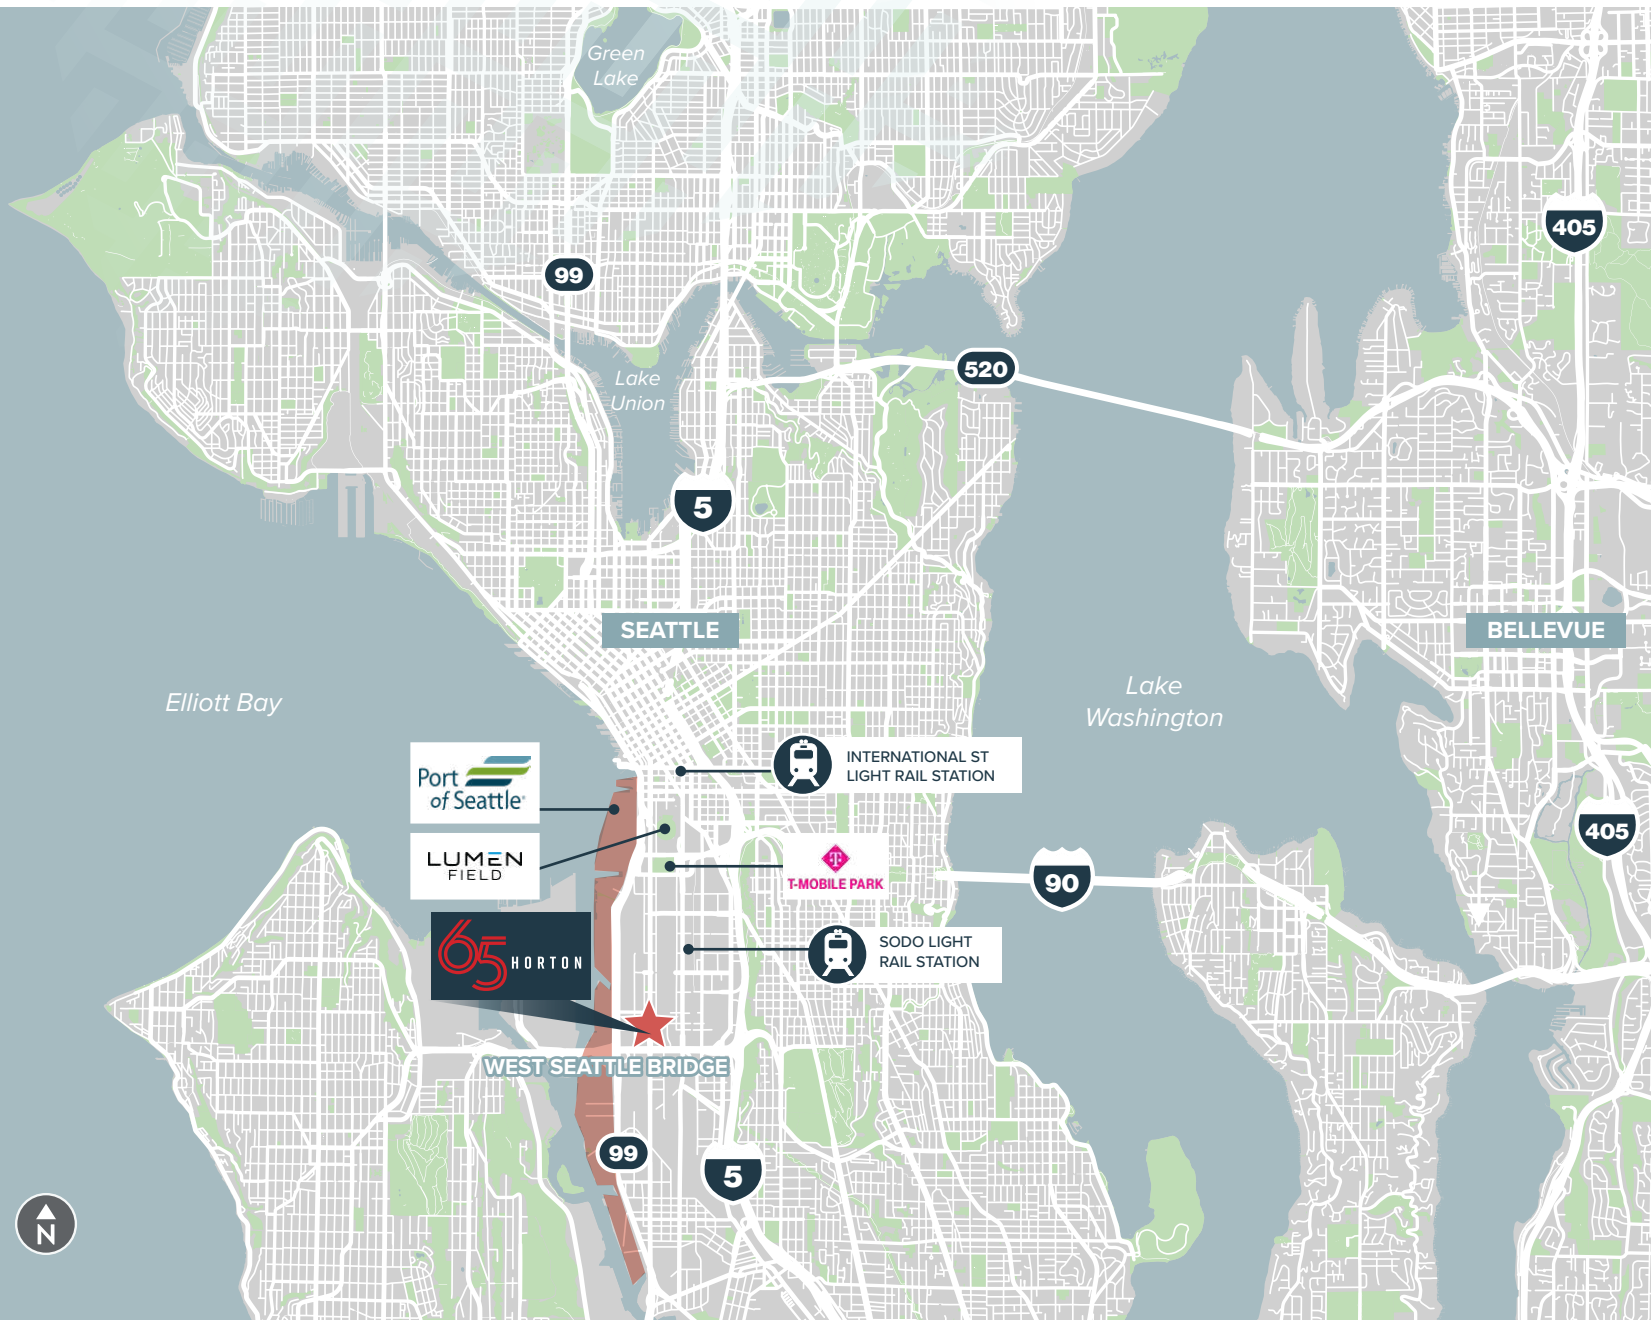 Green
Lake
405
99
520
Lake
Union
5
SEATTLE
BELLEVUE
Elliott Bay
Lake
Washington
Port
of Seattle
INTERNATIONAL ST
LIGHT RAIL STATION
LUMEN
FIELD
T
T-MOBILE PARK
405
90
65 HORTON
SODO LIGHT
RAIL STATION
WEST SEATTLE BRIDGE
99
5
N